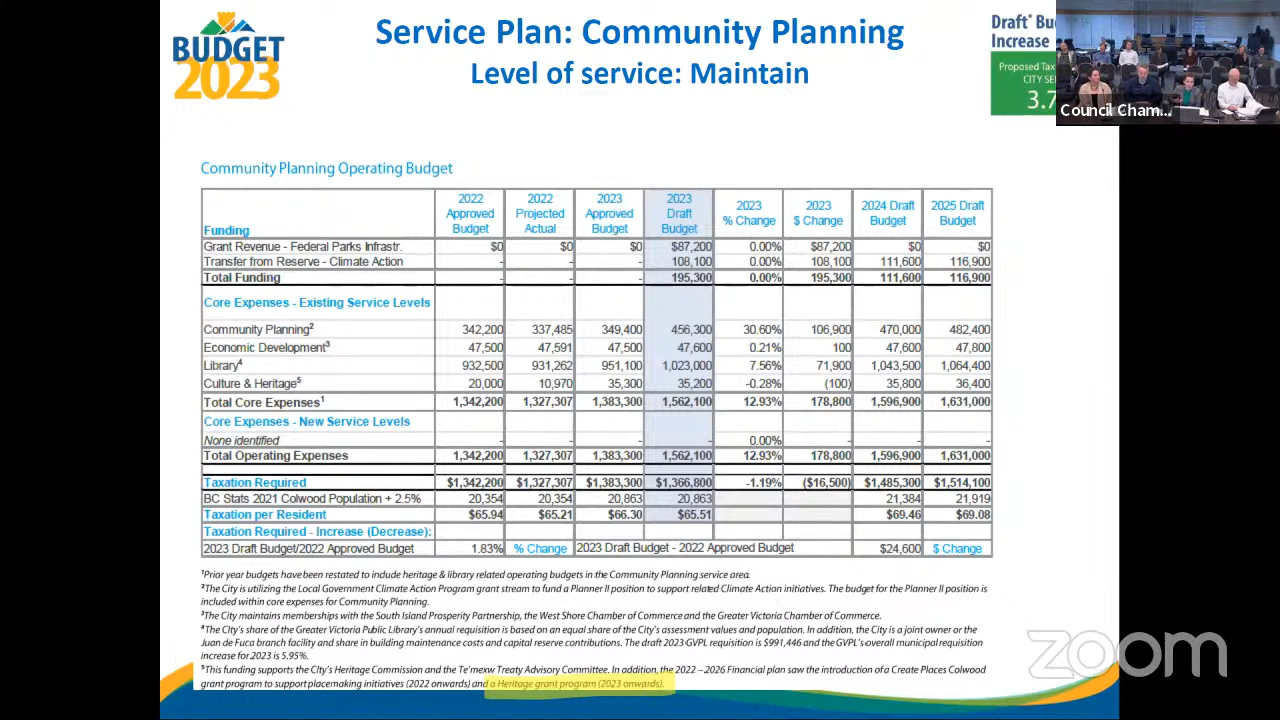 BUDGET
2023
Service Plan: Community Planning
Level of service: Maintain
Draft* Bu
Increase
Proposed Tax
CITY SE
3.7
Council Cham...
Community Planning Operating Budget
Funding 2022 Approved Budget 2022 Projected Actual 2023 Approved Budget 2023 Draft Budget 2023 % Change 2023 $ Change 2024 Draft Budget 2025 Draft Budget
Grant Revenue - Federal Parks Infrastr. $0 $0 $0 $87,200 0.00% $87,200 $0 $0
Transfer from Reserve - Climate Action - - - 108,100 0.00% 108,100 111,600 116,900
Total Funding - - - 195,300 0.00% 195,300 111,600 116,900
Core Expenses - Existing Service Levels
Community Planning² 342,200 337,485 349,400 456,300 30.60% 106,900 470,000 482,400
Economic Development³ 47,500 47,591 47,500 47,600 0.21% 100 47,600 47,800
Library⁴ 932,500 931,262 951,100 1,023,000 7.56% 71,900 1,043,500 1,064,400
Culture & Heritage⁵ 20,000 10,970 35,300 35,200 -0.28% (100) 35,800 36,400
Total Core Expenses¹ 1,342,200 1,327,307 1,383,300 1,562,100 12.93% 178,800 1,596,900 1,631,000
Core Expenses - New Service Levels
None identified - - - - 0.00% - - -
Total Operating Expenses 1,342,200 1,327,307 1,383,300 1,562,100 12.93% 178,800 1,596,900 1,631,000
Taxation Required $1,342,200 $1,327,307 $1,383,300 $1,366,800 -1.19% ($16,500) $1,485,300 $1,514,100
BC Stats 2021 Colwood Population + 2.5% 20,354 20,354 20,863 20,863 21,384 21,919
Taxation per Resident $65.94 $65.21 $66.30 $65.51 $69.46 $69.08
Taxation Required - Increase (Decrease):
2023 Draft Budget/2022 Approved Budget 1.83% % Change 2023 Draft Budget - 2022 Approved Budget $24,600 $ Change
¹Prior year budgets have been restated to include heritage & library related operating budgets in the Community Planning service area.
²The City is utilizing the Local Government Climate Action Program grant stream to fund a Planner II position to support related Climate Action initiatives. The budget for the Planner II position is
included within core expenses for Community Planning.
³The City maintains memberships with the South Island Prosperity Partnership, the West Shore Chamber of Commerce and the Greater Victoria Chamber of Commerce.
⁴The City's share of the Greater Victoria Public Library's annual requisition is based on an equal share of the City's assessment values and population. In addition, the City is a joint owner or the
Juan de Fuca branch facility and share in building maintenance costs and capital reserve contributions. The draft 2023 GVPL requisition is $991,446 and the GVPL's overall municipal requisition
increase for 2023 is 5.95%.
⁵This funding supports the City's Heritage Commission and the Te'mexw Treaty Advisory Committee. In addition, the 2022 – 2026 Financial plan saw the introduction of a Create Places Colwood
grant program to support placemaking initiatives (2022 onwards) and a Heritage grant program (2023 onwards).
zoom